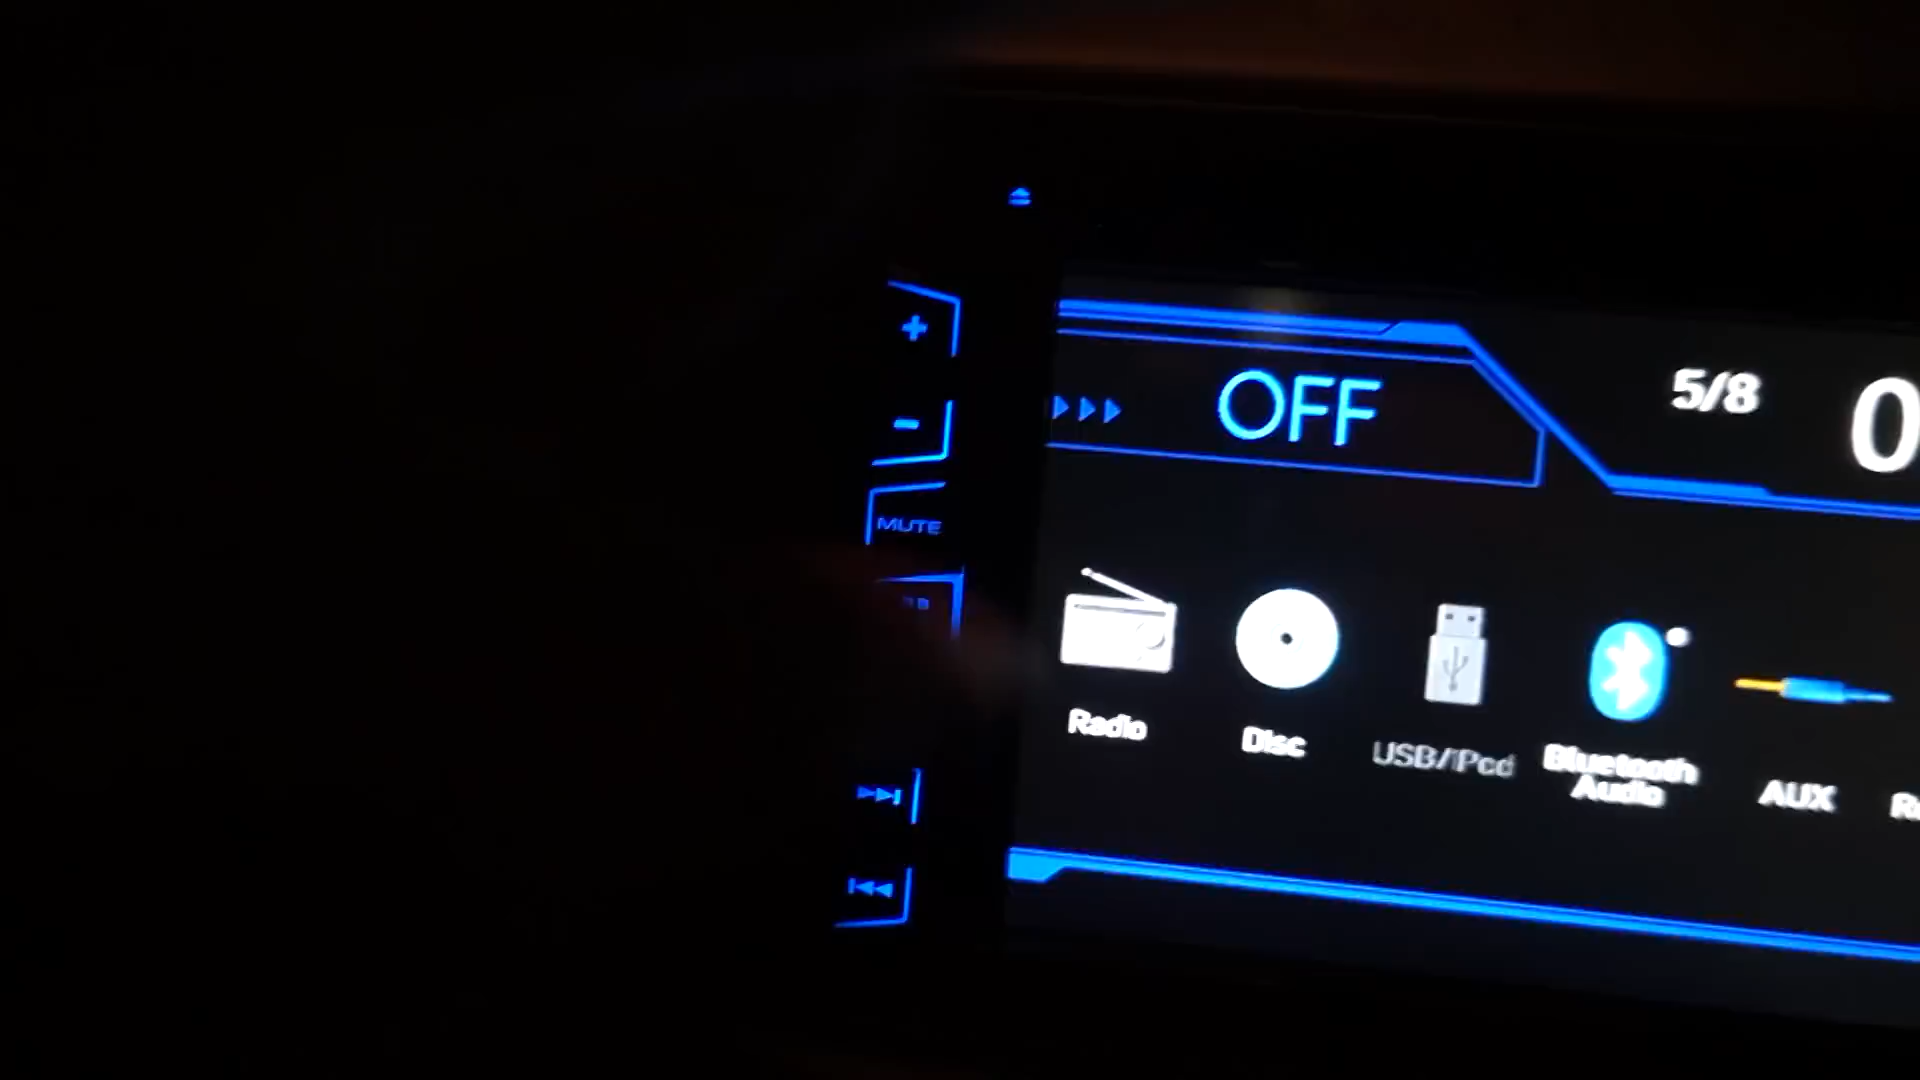 OFF
5/8
MUTE
Radio
Disc
USB/iPod
Bluetooth
Audio
AUX